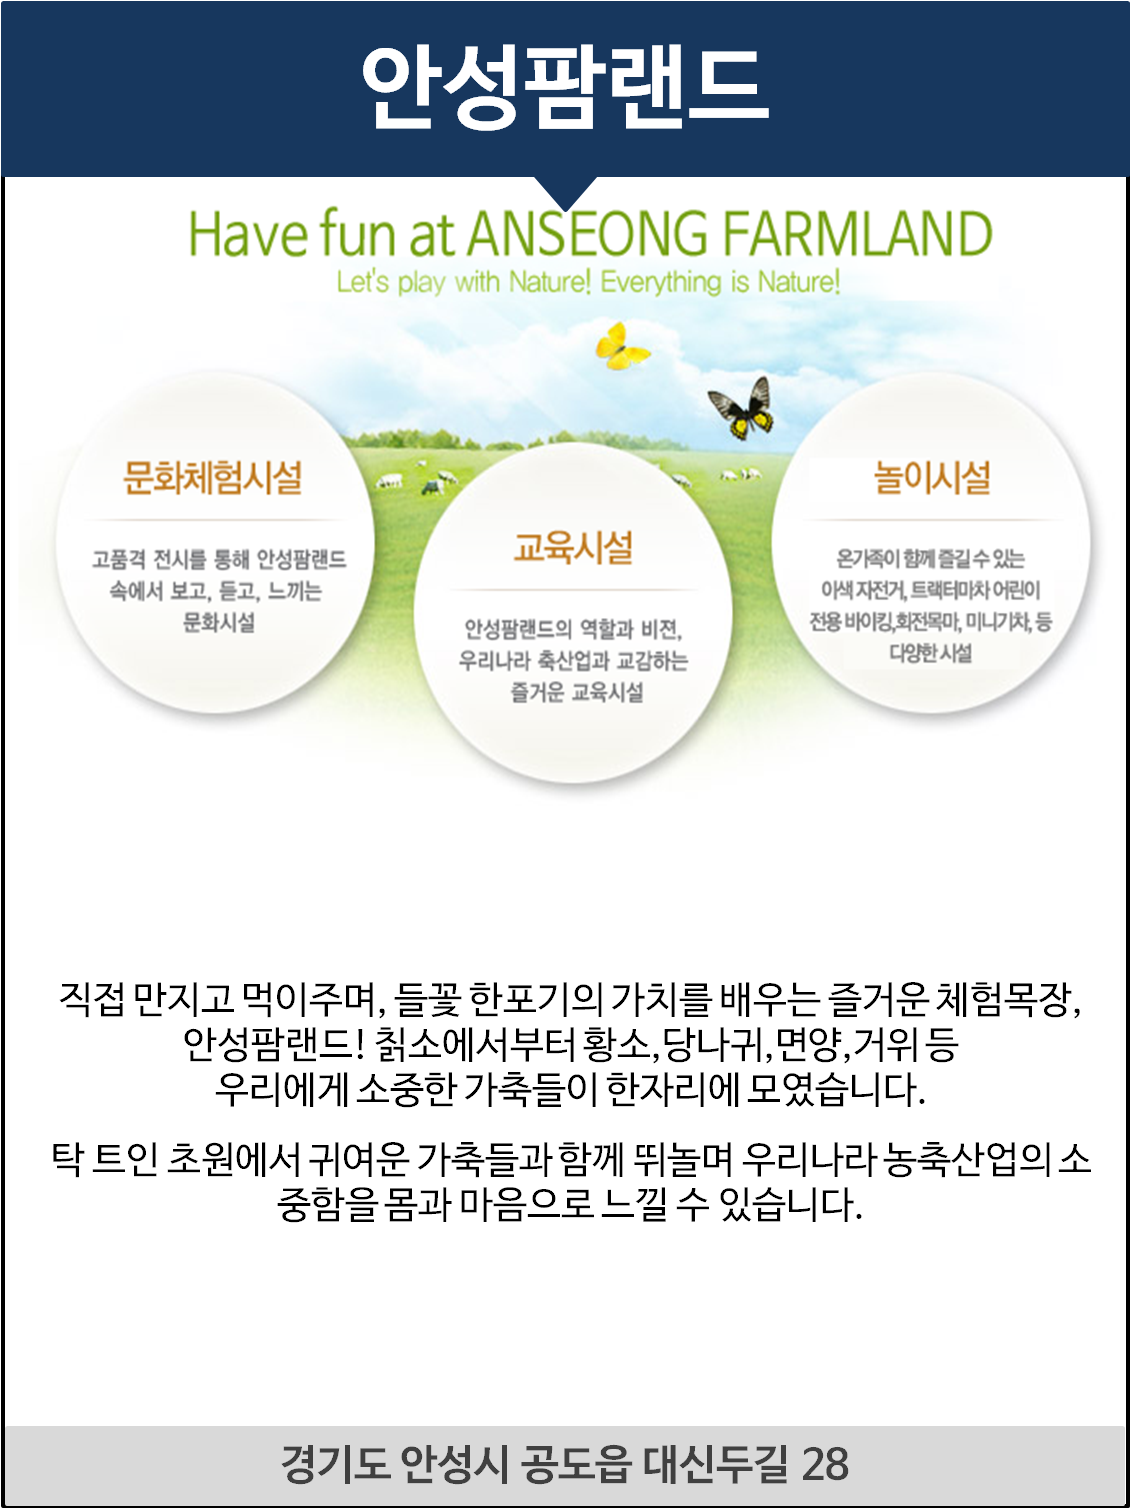 안성팜랜드
Have fun at ANSEONG FARMLAND
Let's play with Nature! Everything is Nature!
문화체험시설
고품격 전시를 통해 안성팜랜드
속에서 보고, 듣고, 느끼는
문화시설
교육시설
안성팜랜드의 역할과 비젼,
우리나라 축산업과 교감하는
즐거운 교육시설
놀이시설
온가족이 함께 즐길 수 있는
이색 자전거, 트랙터마차 어린이
전용 바이킹,회전목마, 미니기차, 등
다양한 시설
직접 만지고 먹이주며, 들꽃 한포기의 가치를 배우는 즐거운 체험목장,
안성팜랜드! 칡소에서부터 황소,당나귀,면양,거위 등
우리에게 소중한 가축들이 한자리에 모였습니다.
탁 트인 초원에서 귀여운 가축들과 함께 뛰놀며 우리나라 농축산업의 소
중함을 몸과 마음으로 느낄 수 있습니다.
경기도 안성시 공도읍 대신두길 28